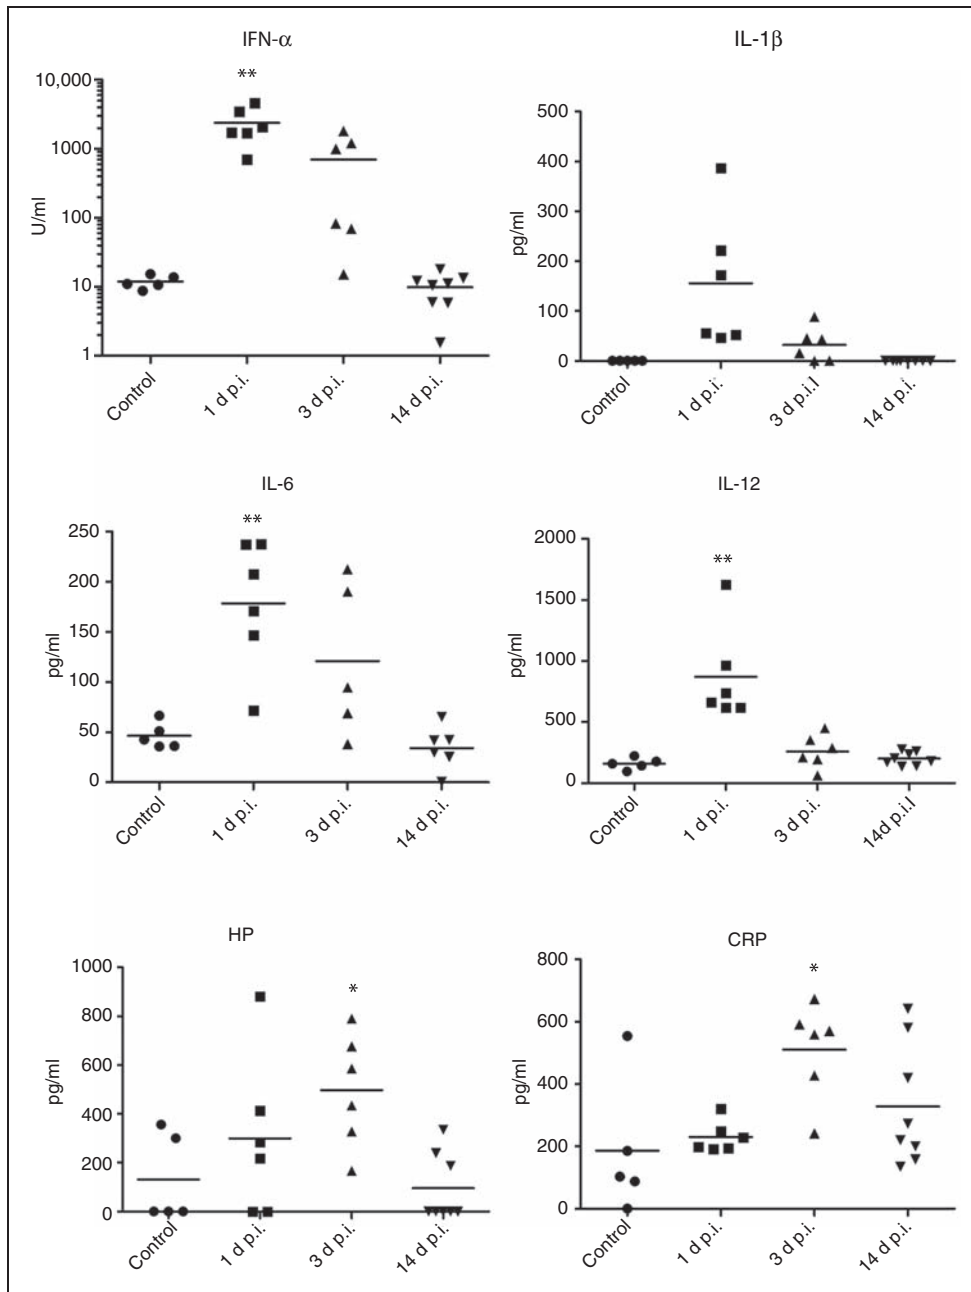 IFN-α
**
10,000
1000
100
10
1
U/ml
Control
1 d p.i.
3 d p.i.
14 d p.i.
IL-1β
500
400
300
200
100
0
pg/ml
Control
1 d p.i.
3 d p.i.l
14 d p.i.
IL-6
**
250
200
150
100
50
0
pg/ml
Control
1 d p.i.
3 d p.i.
14 d p.i.
IL-12
**
2000
1500
1000
500
0
pg/ml
Control
1 d p.i.
3 d p.i.
14d p.i.l
HP
*
1000
800
600
400
200
0
pg/ml
Control
1 d p.i.
3 d p.i.
14 d p.i.
CRP
*
800
600
400
200
0
pg/ml
Control
1 d p.i.
3 d p.i.
14 d p.i.